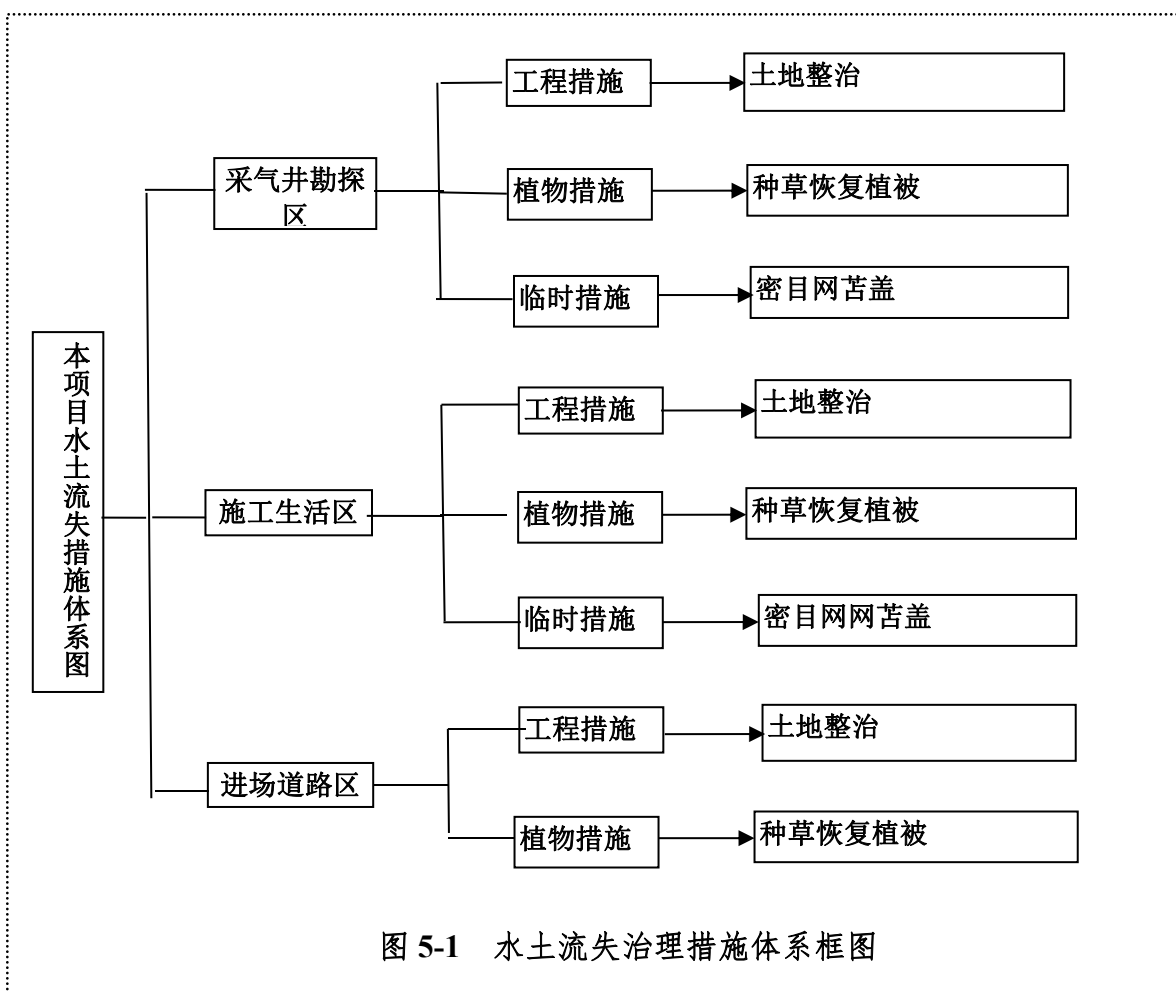 工程措施
土地整治
采气井勘探
区
植物措施
种草恢复植被
临时措施
密目网苫盖
本项目水土流失措施体系图
工程措施
土地整治
施工生活区
植物措施
种草恢复植被
临时措施
密目网网苫盖
工程措施
土地整治
进场道路区
植物措施
种草恢复植被
图 5-1 水土流失治理措施体系框图